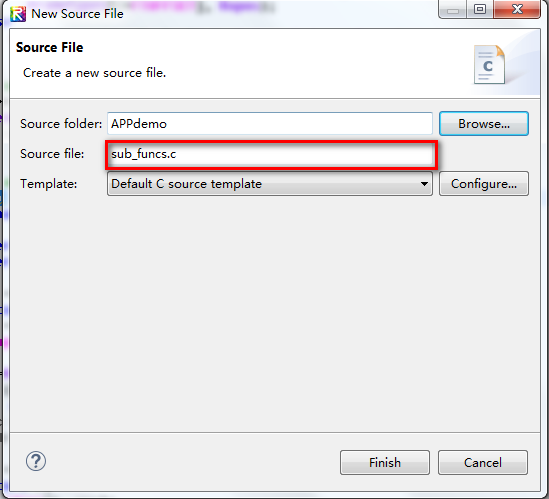 New Source File
Source File
Create a new source file.
Source folder: APPdemo Browse...
Source file: sub_funcs.c
Template: Default C source template Configure...
Finish Cancel